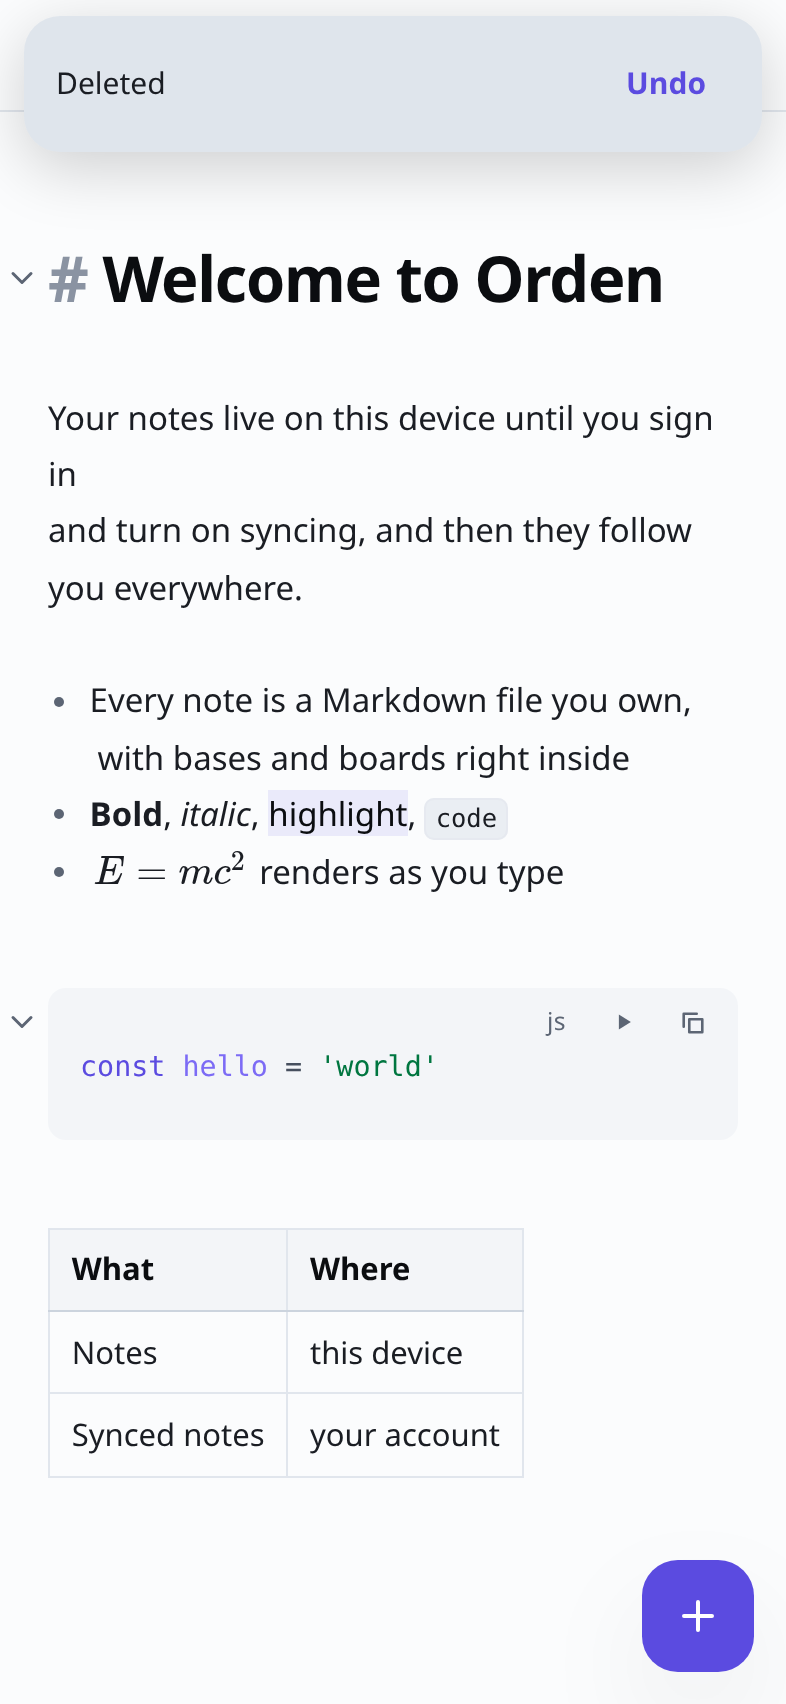 Deleted
Undo
# Welcome to Orden
Your notes live on this device until you sign
in
and turn on syncing, and then they follow
you everywhere.
• Every note is a Markdown file you own,
with bases and boards right inside
• Bold, italic, highlight, code
• E = mc² renders as you type
js
const hello = 'world'
What Where
Notes this device
Synced notes your account